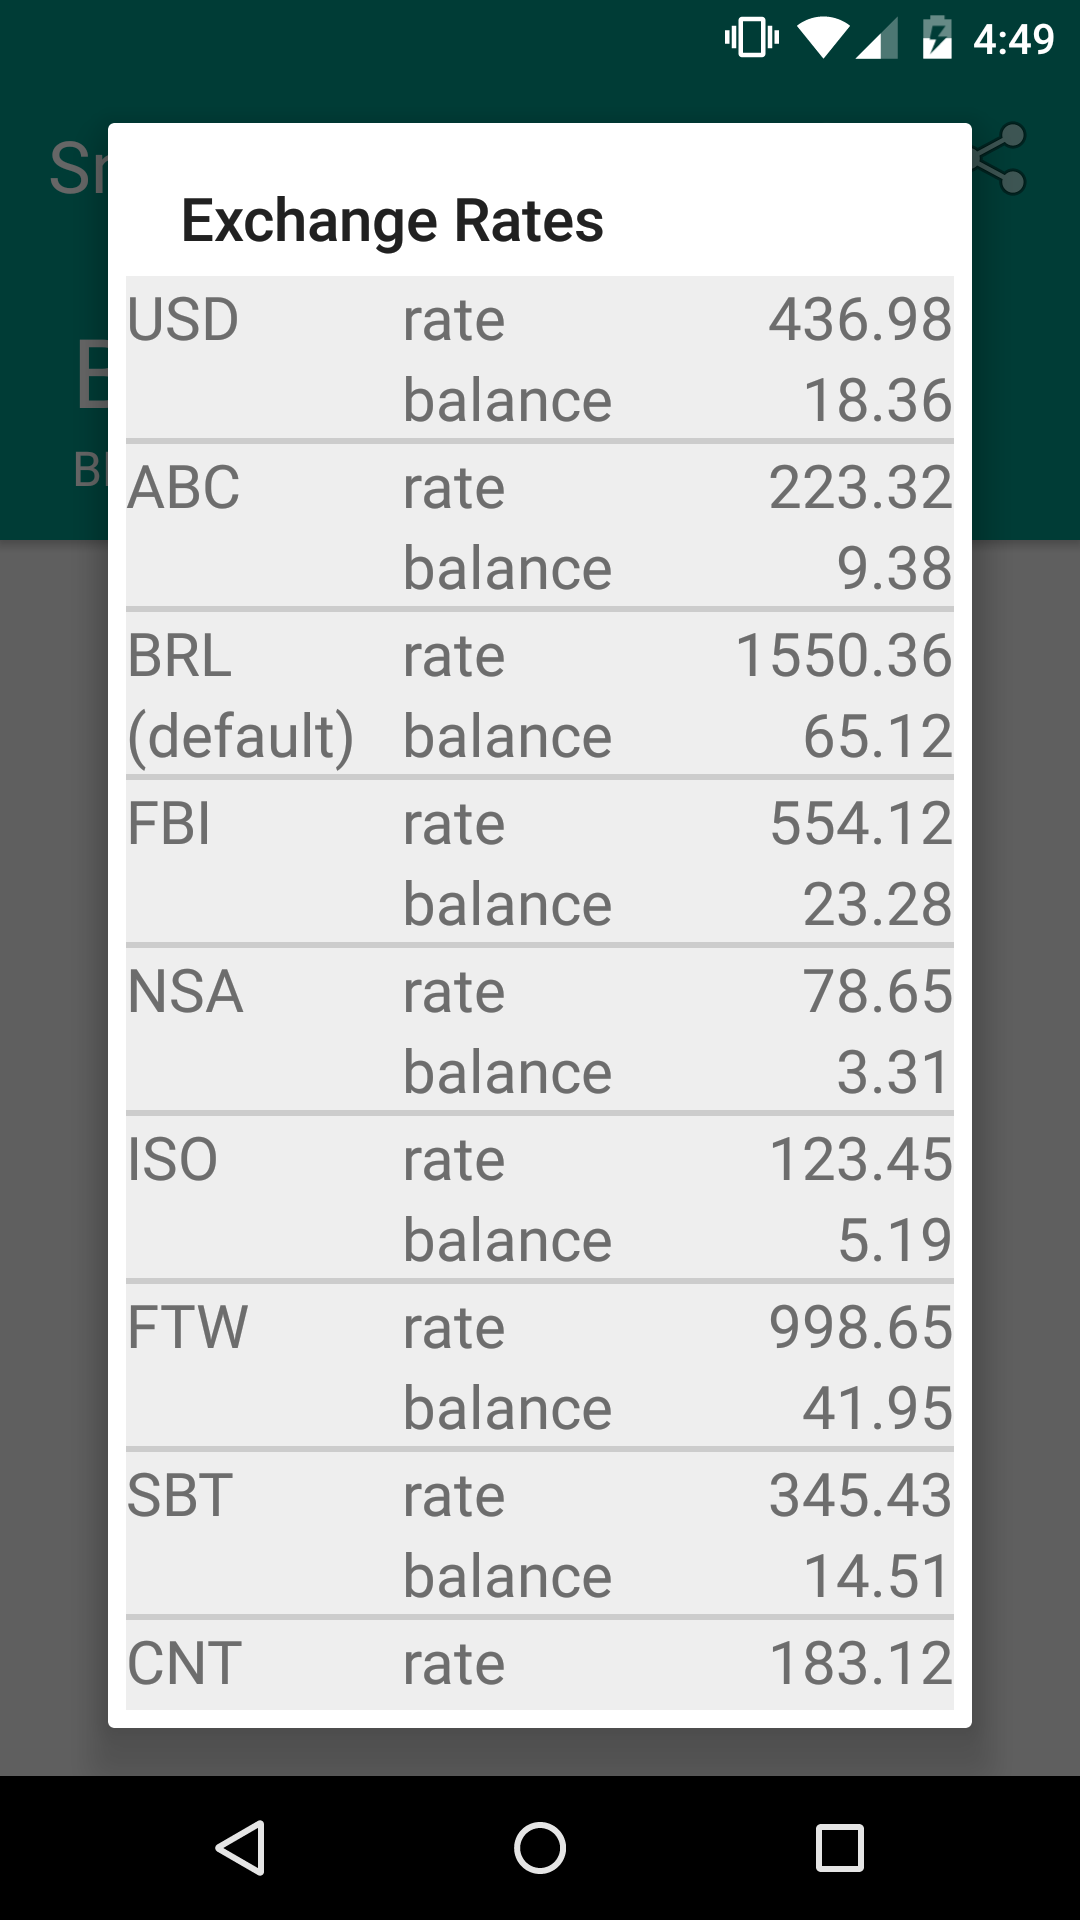 4:49
Exchange Rates
USD rate 436.98
balance 18.36
ABC rate 223.32
balance 9.38
BRL rate 1550.36
(default) balance 65.12
FBI rate 554.12
balance 23.28
NSA rate 78.65
balance 3.31
ISO rate 123.45
balance 5.19
FTW rate 998.65
balance 41.95
SBT rate 345.43
balance 14.51
CNT rate 183.12